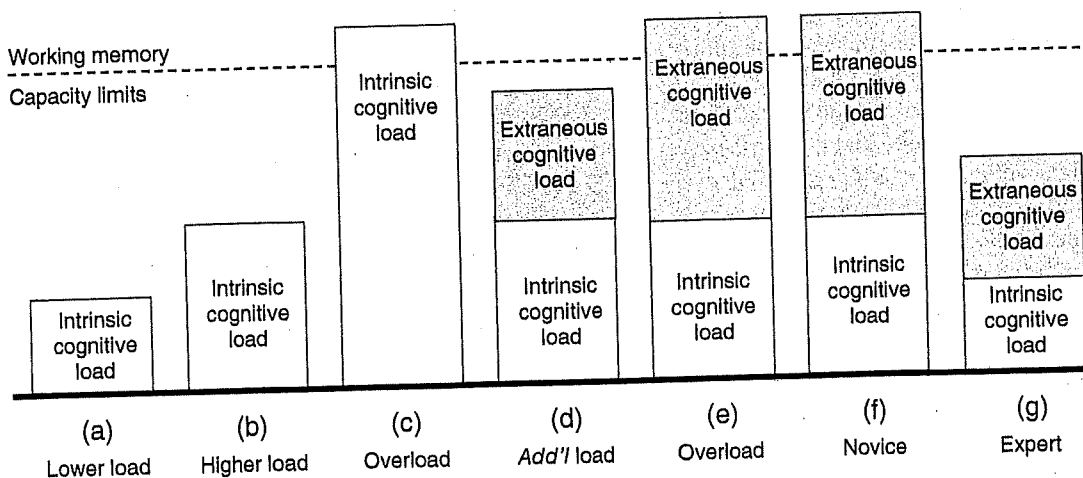 Working memory
Capacity limits
Intrinsic
cognitive
load
Intrinsic
cognitive
load
Intrinsic
cognitive
load
Extraneous
cognitive
load
Intrinsic
cognitive
load
Extraneous
cognitive
load
Intrinsic
cognitive
load
Extraneous
cognitive
load
Intrinsic
cognitive
load
Extraneous
cognitive
load
Intrinsic
cognitive
load
(a)
Lower load
(b)
Higher load
(c)
Overload
(d)
Add'l load
(e)
Overload
(f)
Novice
(g)
Expert